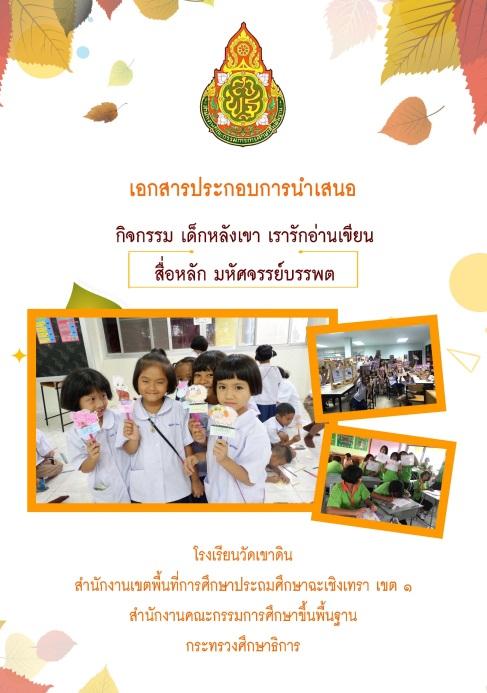 เอกสารประกอบการนำเสนอ
กิจกรรม เด็กหลังเขา เรารักอ่านเขียน
สื่อหลัก มหัศจรรย์บรรพต
โรงเรียนวัดเขาดิน
สำนักงานเขตพื้นที่การศึกษาประถมศึกษาฉะเชิงเทรา เขต ๑
สำนักงานคณะกรรมการศึกษาขึ้นพื้นฐาน
กระทรวงศึกษาธิการ